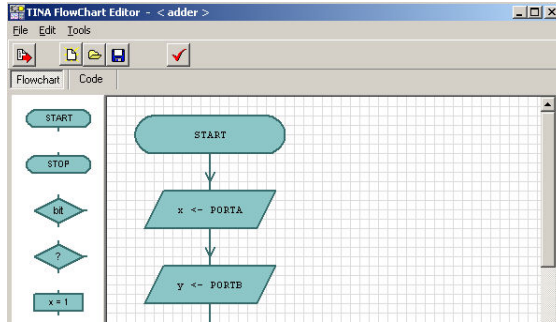 TINA FlowChart Editor - < adder >
File Edit Tools
Flowchart Code
START
STOP
bit
?
x = 1
START
x <- PORTA
y <- PORTB